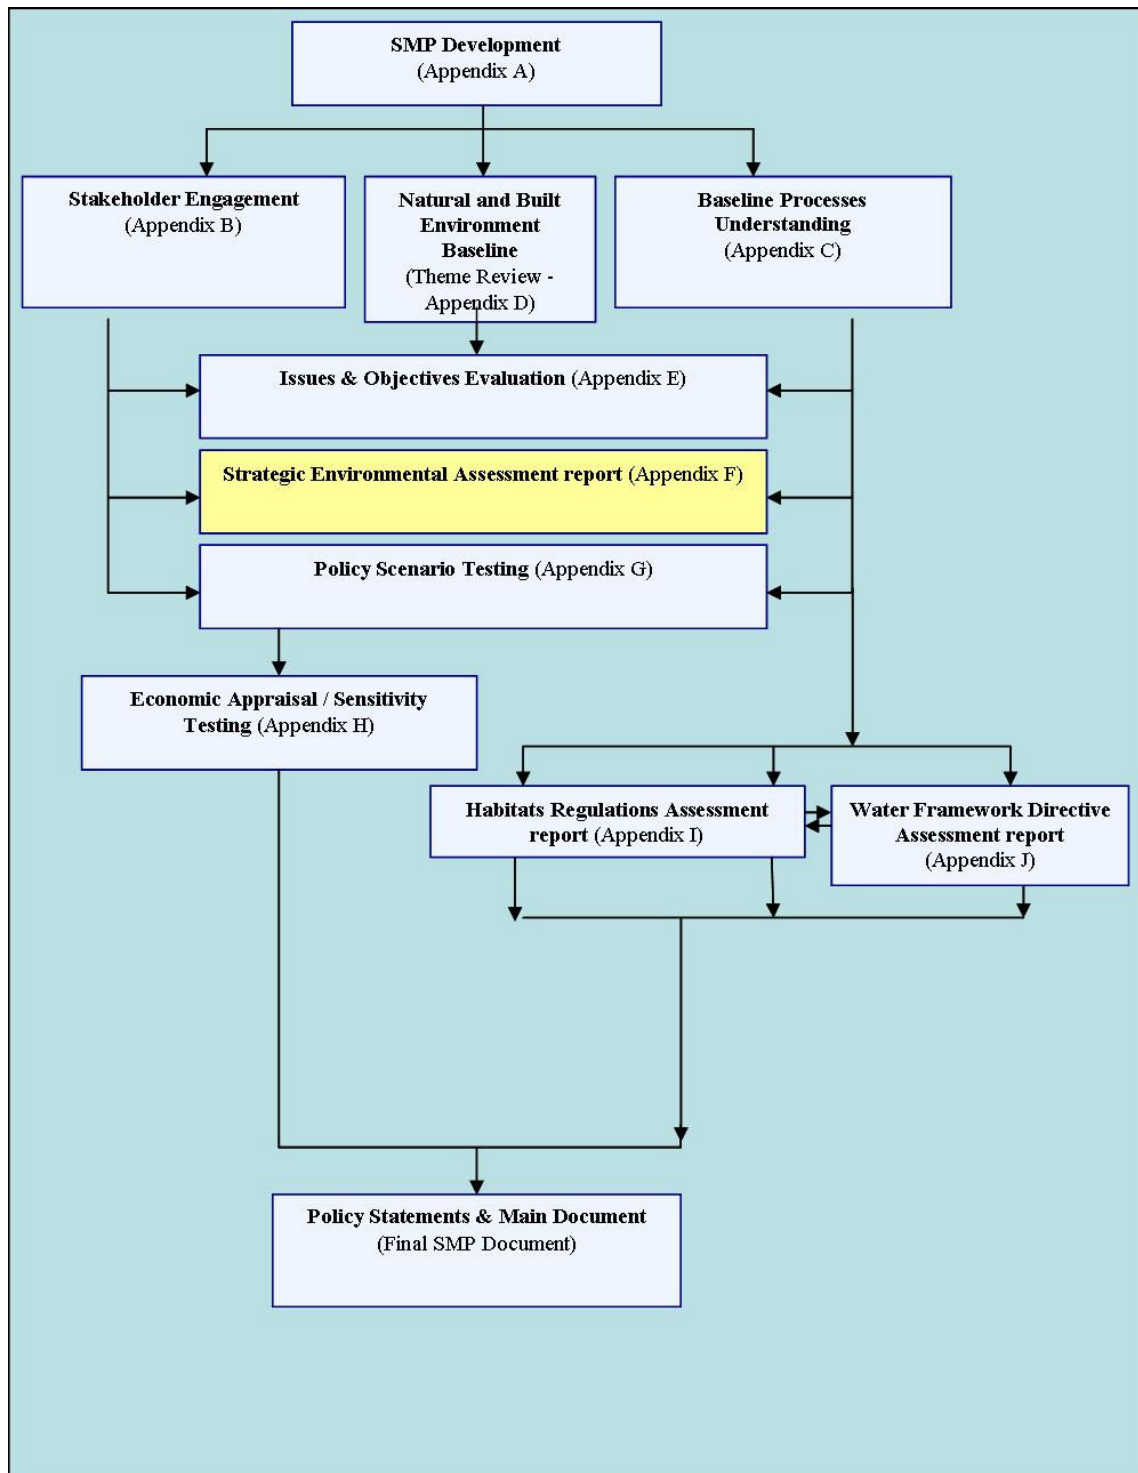 SMP Development
(Appendix A)
Stakeholder Engagement
(Appendix B)
Natural and Built
Environment
Baseline
(Theme Review -
Appendix D)
Baseline Processes
Understanding
(Appendix C)
Issues & Objectives Evaluation (Appendix E)
Strategic Environmental Assessment report (Appendix F)
Policy Scenario Testing (Appendix G)
Economic Appraisal / Sensitivity
Testing (Appendix H)
Habitats Regulations Assessment
report (Appendix I)
Water Framework Directive
Assessment report
(Appendix J)
Policy Statements & Main Document
(Final SMP Document)